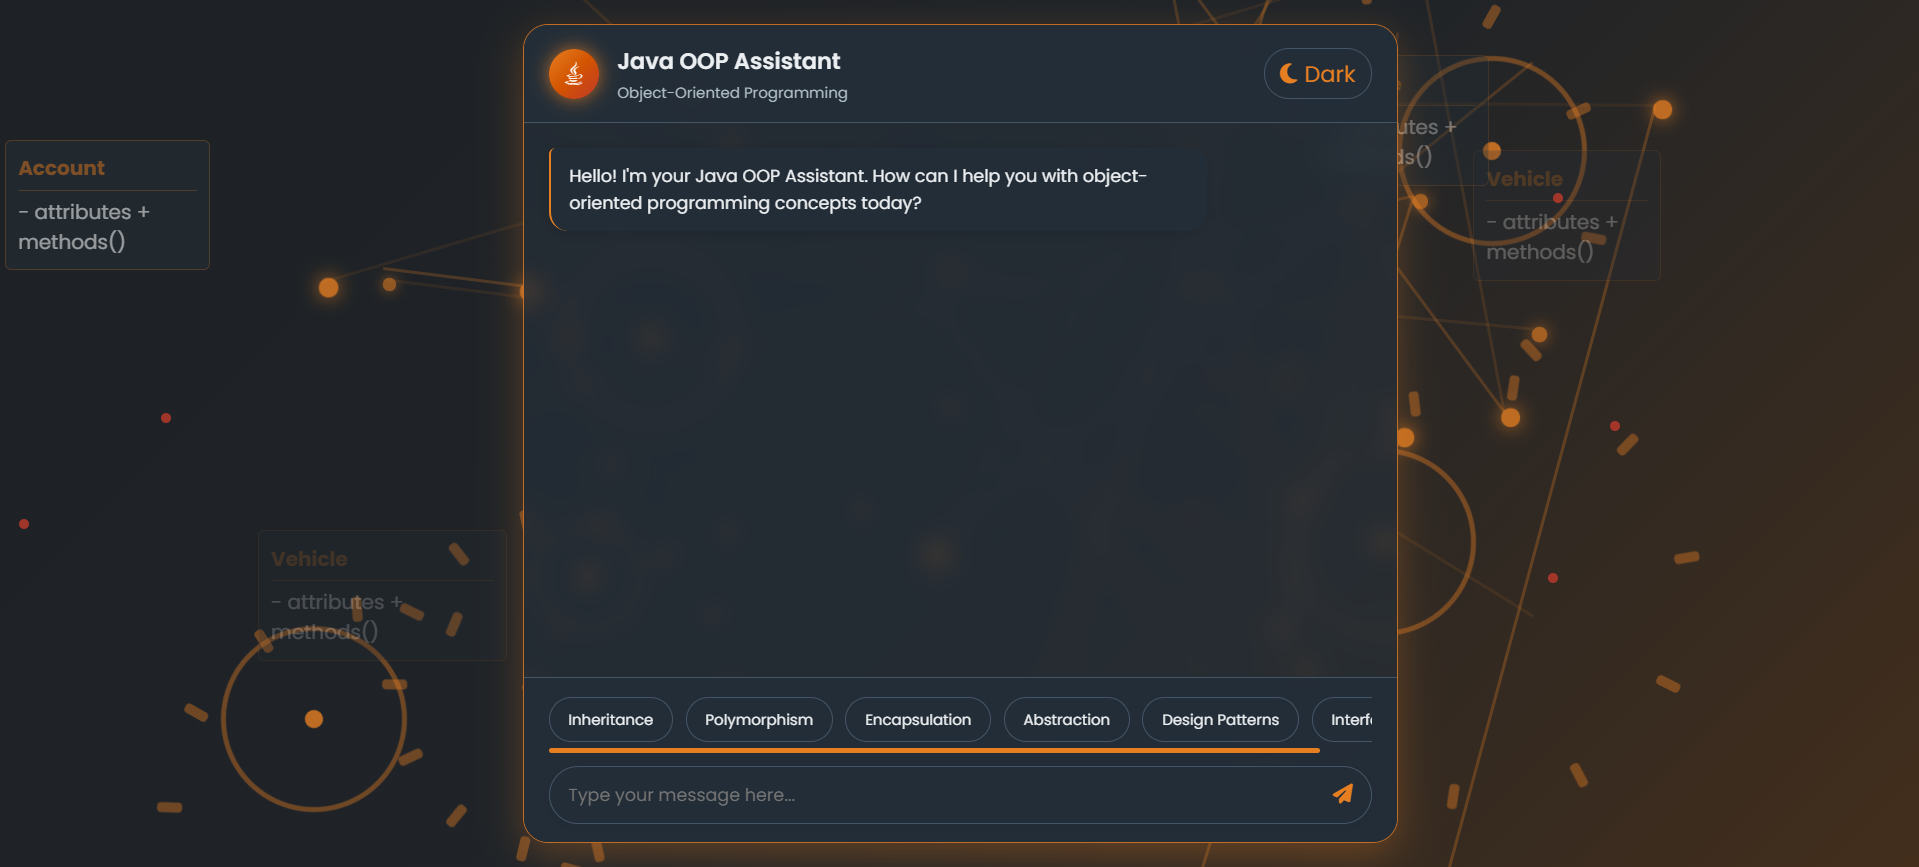 Java OOP Assistant
Object-Oriented Programming
Dark
Account
- attributes +
methods()
Hello! I'm your Java OOP Assistant. How can I help you with object-
oriented programming concepts today?
utes +
ds()
Vehicle
- attributes +
methods()
Vehicle
- attributes +
methods()
Inheritance
Polymorphism
Encapsulation
Abstraction
Design Patterns
Interf
Type your message here...